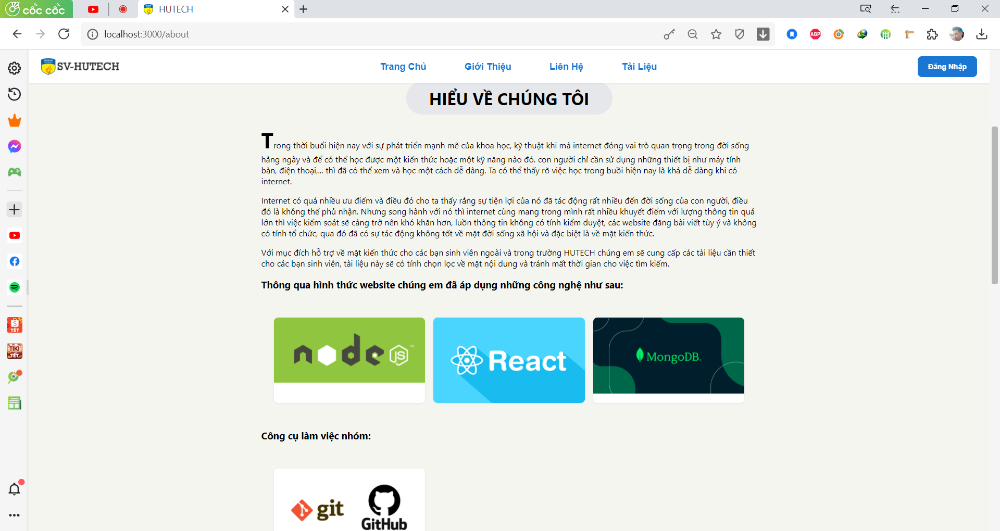 cốc cốc
HUTECH
localhost:3000/about
ABP
SV-HUTECH
Trang Chủ
Giới Thiệu
Liên Hệ
Tài Liệu
Đăng Nhập
HIỂU VỀ CHÚNG TÔI
Trong thời buổi hiện nay với sự phát triển mạnh mẽ của khoa học, kỹ thuật khi mà internet đóng vai trò quan trọng trong đời sống
hằng ngày và để có thể học được một kiến thức hoặc một kỹ năng nào đó. con người chỉ cần sử dụng những thiết bị như máy tính
bàn, điện thoại,... thì đã có thể xem và học một cách dễ dàng. Ta có thể thấy rõ việc học trong buồi hiện nay là khá dễ dàng khi có
internet.
Internet có quá nhiều ưu điểm và điều đó cho ta thấy rằng sự tiện lợi của nó đã tác động rất nhiều đến đời sống của con người, điều
đó là không thể phủ nhận. Nhưng song hành với nó thì internet cùng mang trong mình rất nhiều khuyết điểm với lượng thông tin quá
lớn thì việc kiểm soát sẽ càng trở nên khó khăn hơn, luồn thông tin không có tính kiểm duyệt, các website đăng bài viết tùy ý và không
có tính tổ chức, qua đó đã có sự tác động không tốt về mặt đời sống xã hội và đặc biệt là về mặt kiến thức.
Với mục đích hỗ trợ về mặt kiến thức cho các bạn sinh viên ngoài và trong trường HUTECH chúng em sẽ cung cấp các tài liệu cần thiết
cho các bạn sinh viên, tài liệu này sẽ có tính chọn lọc về mặt nội dung và tránh mất thời gian cho việc tìm kiếm.
Thông qua hình thức website chúng em đã áp dụng những công nghệ như sau:
node JS ™
React
MongoDB.
S TẾT
TIKI TẾT
Công cụ làm việc nhóm:
git
GitHub